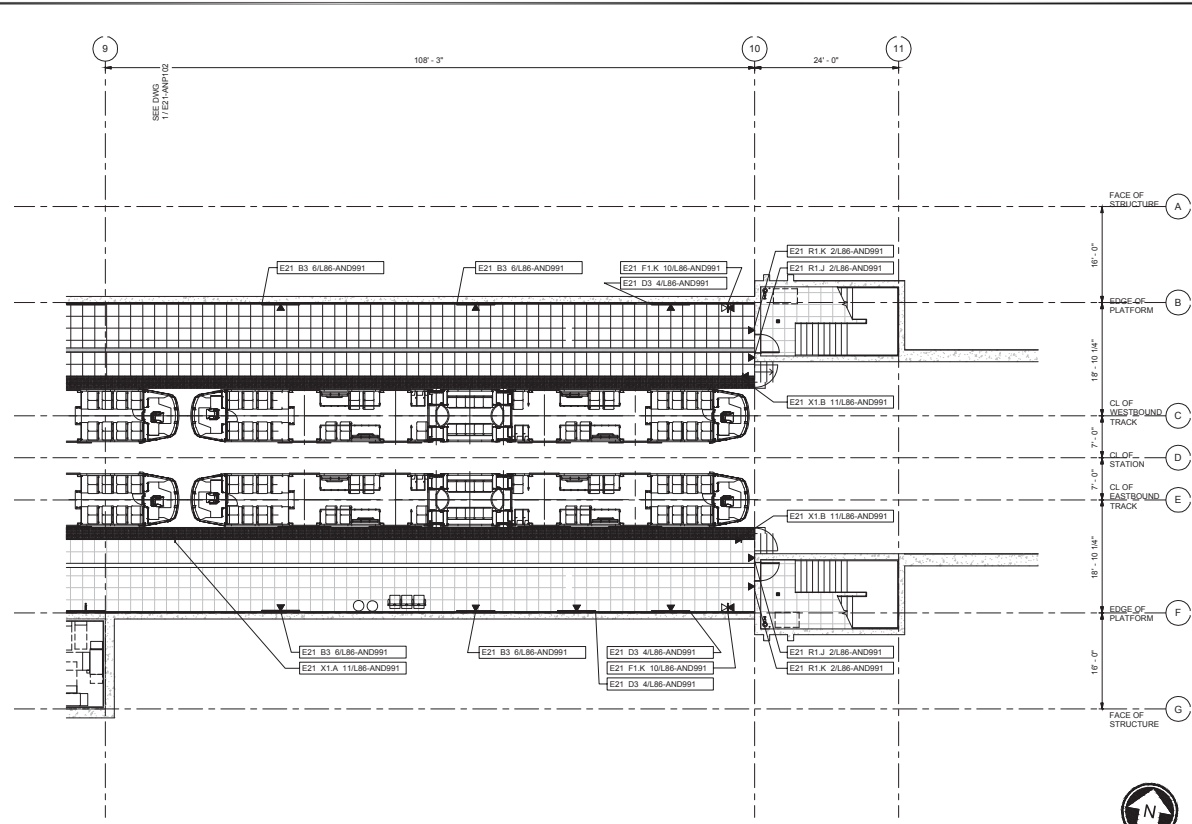 9
10
11
108' - 3"
24' - 0"
SEE DWG
1 / E21-ANP102
FACE OF
STRUCTURE
A
16' - 0"
E21 R1.K 2/L86-AND991
E21 B3 6/L86-AND991
E21 B3 6/L86-AND991
E21 F1.K 10/L86-AND991
E21 R1.J 2/L86-AND991
E21 D3 4/L86-AND991
EDGE OF
PLATFORM
B
18' - 10 1/4"
E21 X1.B 11/L86-AND991
CL OF
WESTBOUND
TRACK
C
7' - 0"
CL OF
STATION
D
7' - 0"
CL OF
EASTBOUND
TRACK
E
E21 X1.B 11/L86-AND991
18' - 10 1/4"
EDGE OF
PLATFORM
F
E21 B3 6/L86-AND991
E21 B3 6/L86-AND991
E21 D3 4/L86-AND991
E21 R1.J 2/L86-AND991
E21 X1.A 11/L86-AND991
E21 F1.K 10/L86-AND991
E21 R1.K 2/L86-AND991
E21 D3 4/L86-AND991
16' - 0"
FACE OF
STRUCTURE
G
N